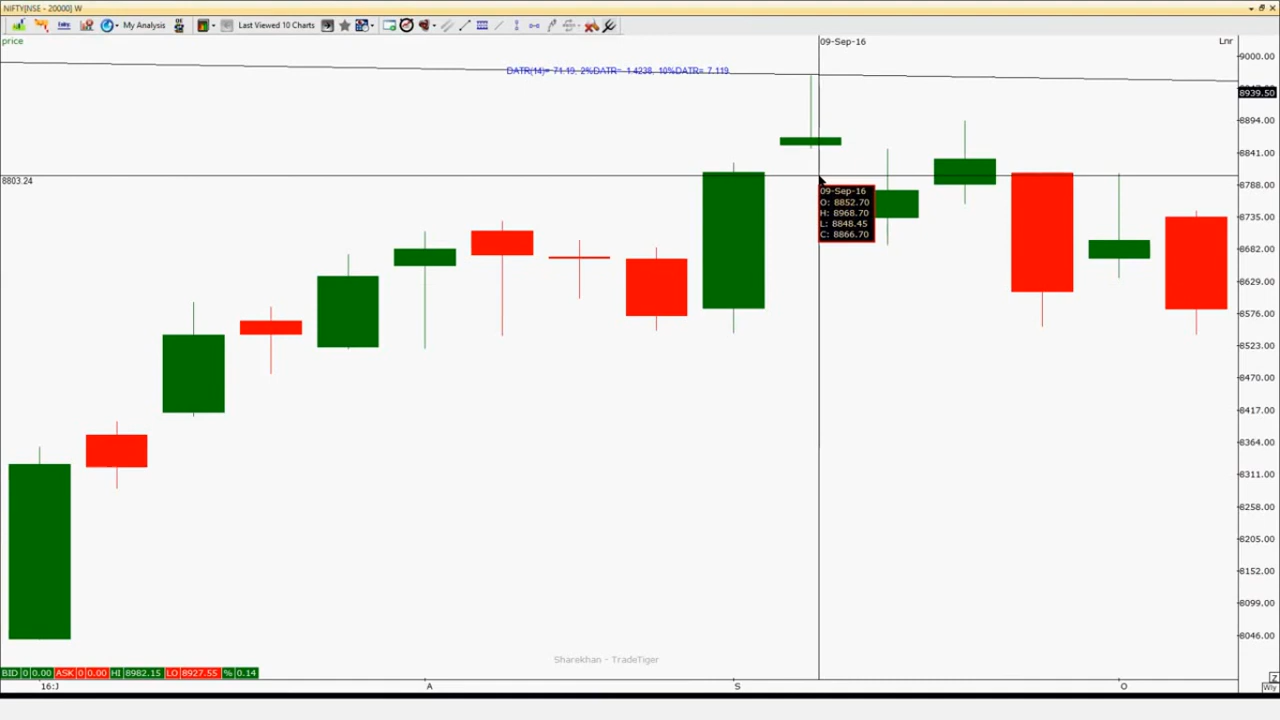 NIFTY[NSE - 20000] W
My Analysis
Last Viewed 10 Charts
price
09-Sep-16
Lnr
9000.00
DATR(14)= 71.19, 2%DATR= 1.4238, 10%DATR= 7.119
8939.50
8894.00
8841.00
8803.24
8788.00
09-Sep-16
O: 8852.70
H: 8968.70
L: 8848.45
C: 8866.70
8735.00
8682.00
8629.00
8576.00
8523.00
8470.00
8417.00
8364.00
8311.00
8258.00
8205.00
8152.00
8099.00
8046.00
Sharekhan - TradeTiger
BID 0 0.00 ASK 0 0.00 HI 8982.15 LO 8927.55 % 0.14
Z
16:J A S O Wly